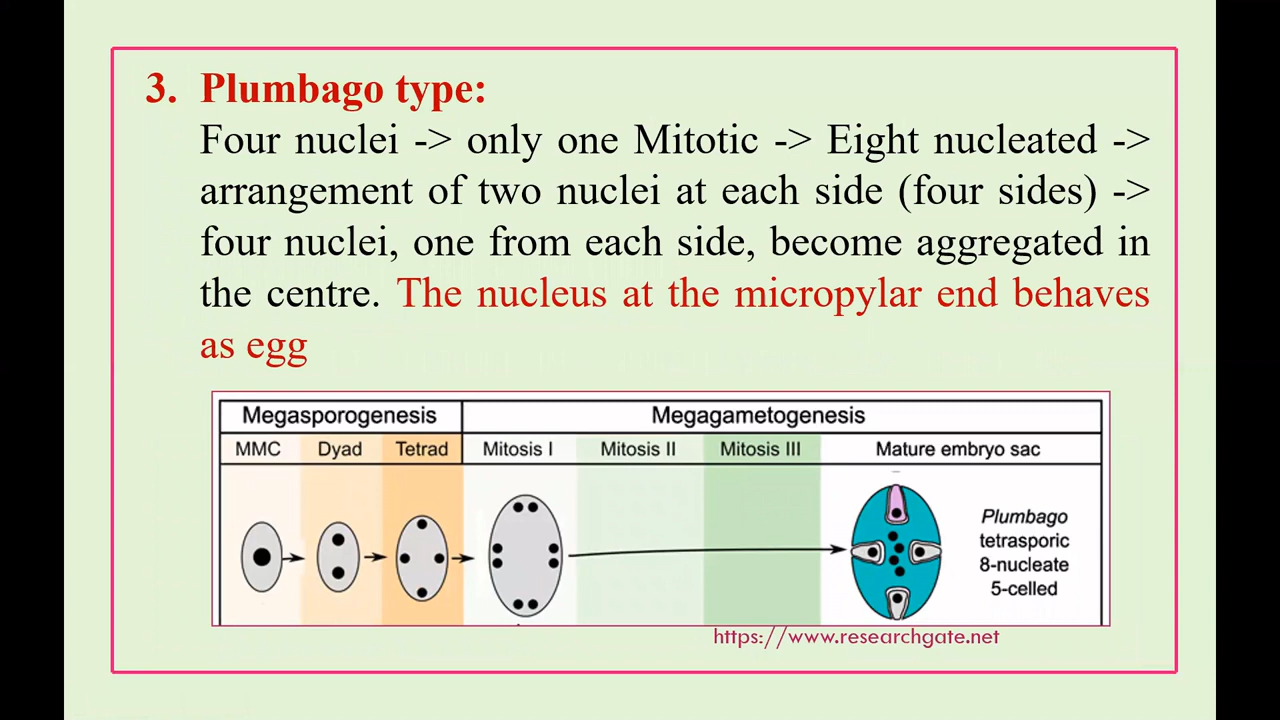 3. Plumbago type:
Four nuclei -> only one Mitotic -> Eight nucleated ->
arrangement of two nuclei at each side (four sides) ->
four nuclei, one from each side, become aggregated in
the centre. The nucleus at the micropylar end behaves
as egg
Megasporogenesis Megagametogenesis
MMC Dyad Tetrad Mitosis I Mitosis II Mitosis III Mature embryo sac
Plumbago
tetrasporic
8-nucleate
5-celled
https://www.researchgate.net